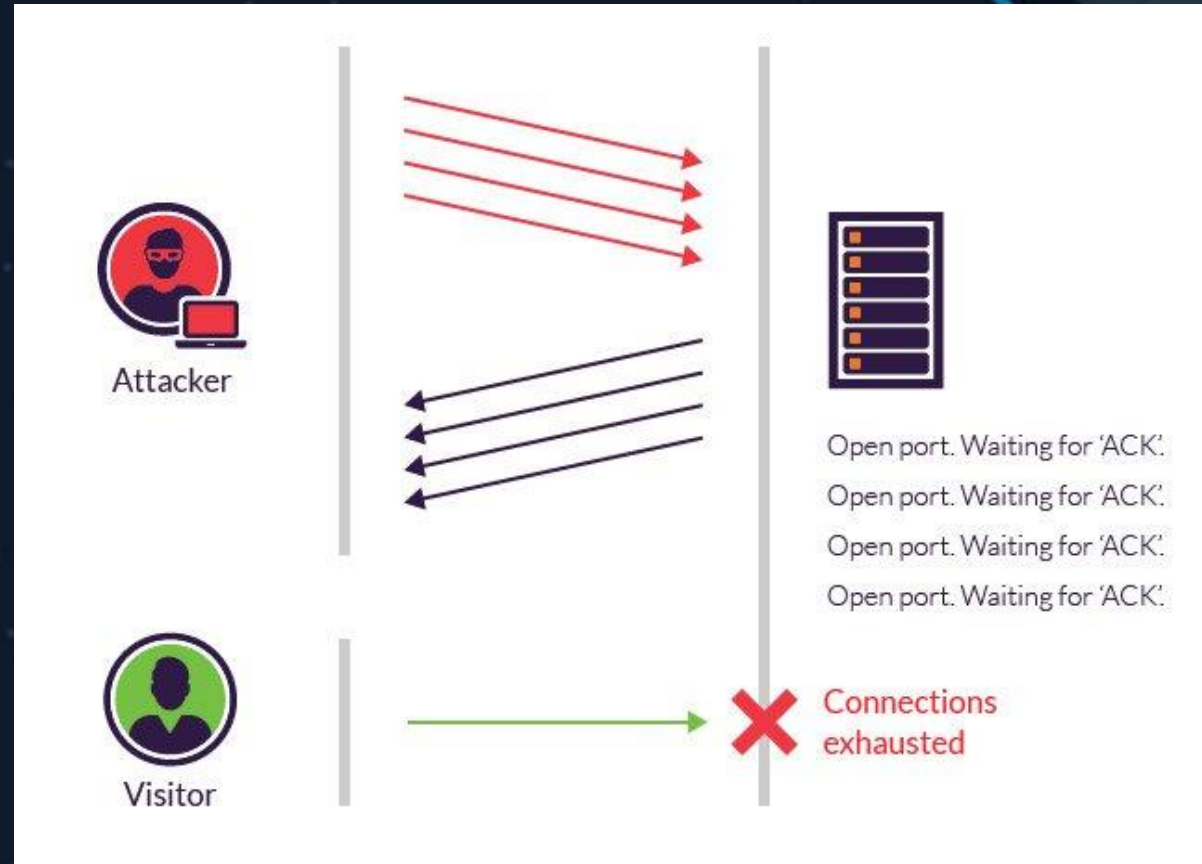 Attacker
Open port. Waiting for ‘ACK’.
Open port. Waiting for ‘ACK’.
Open port. Waiting for ‘ACK’.
Open port. Waiting for ‘ACK’.
Visitor
Connections
exhausted